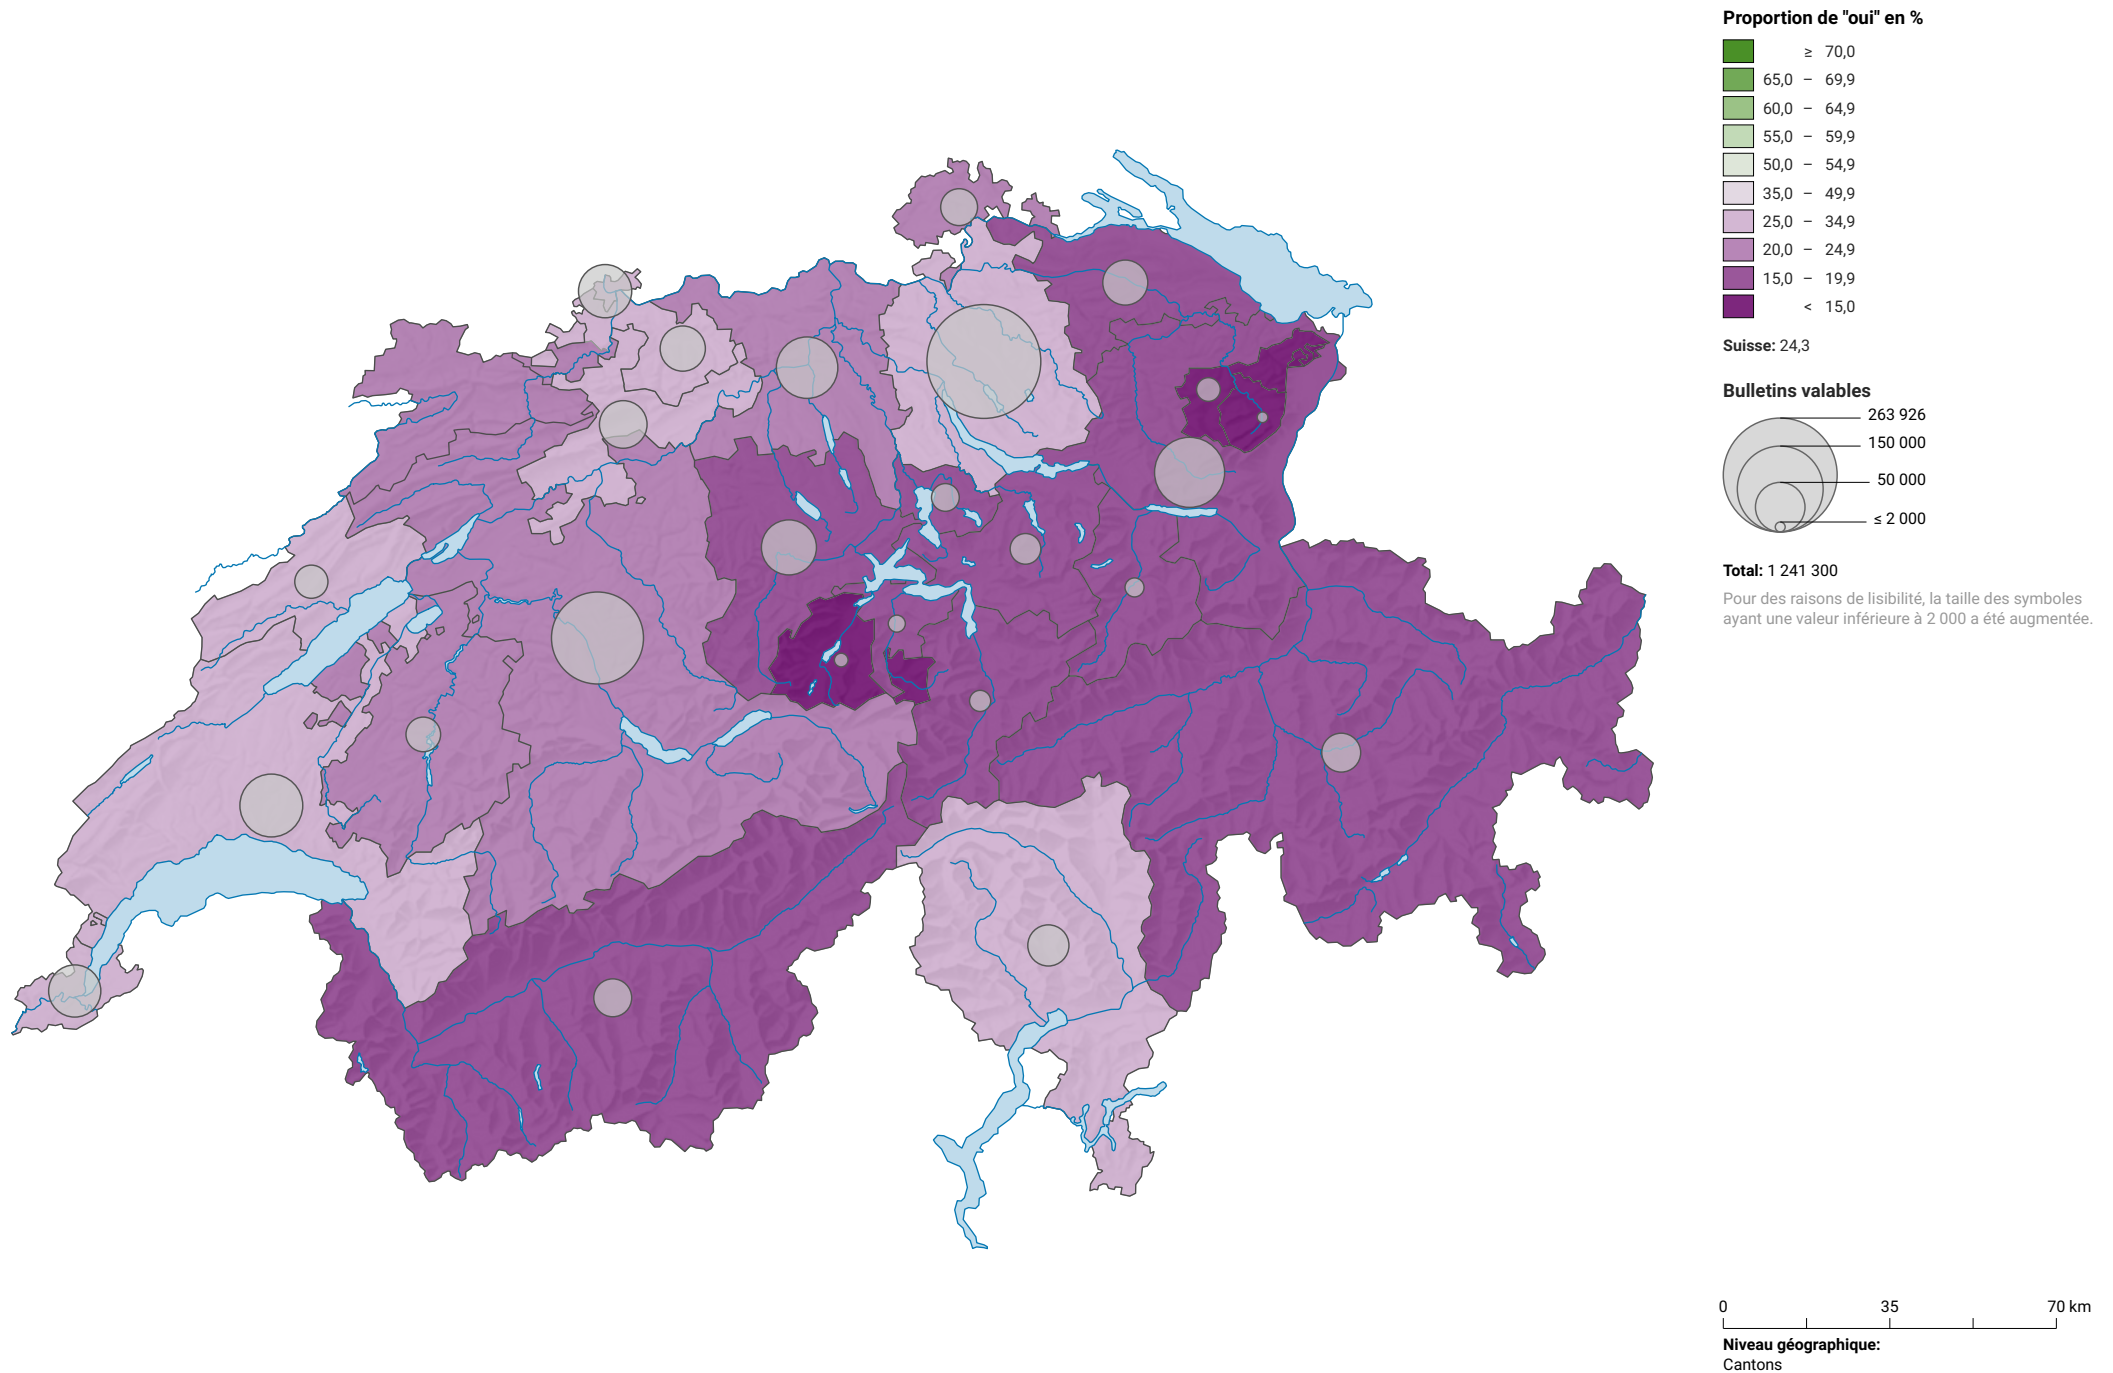 Proportion de "oui" en %
≥ 70,0
65,0 – 69,9
60,0 – 64,9
55,0 – 59,9
50,0 – 54,9
35,0 – 49,9
25,0 – 34,9
20,0 – 24,9
15,0 – 19,9
< 15,0
Suisse: 24,3
Bulletins valables
263 926
150 000
50 000
≤ 2 000
Total: 1 241 300
Pour des raisons de lisibilité, la taille des symboles
ayant une valeur inférieure à 2 000 a été augmentée.
0 35 70 km
Niveau géographique:
Cantons